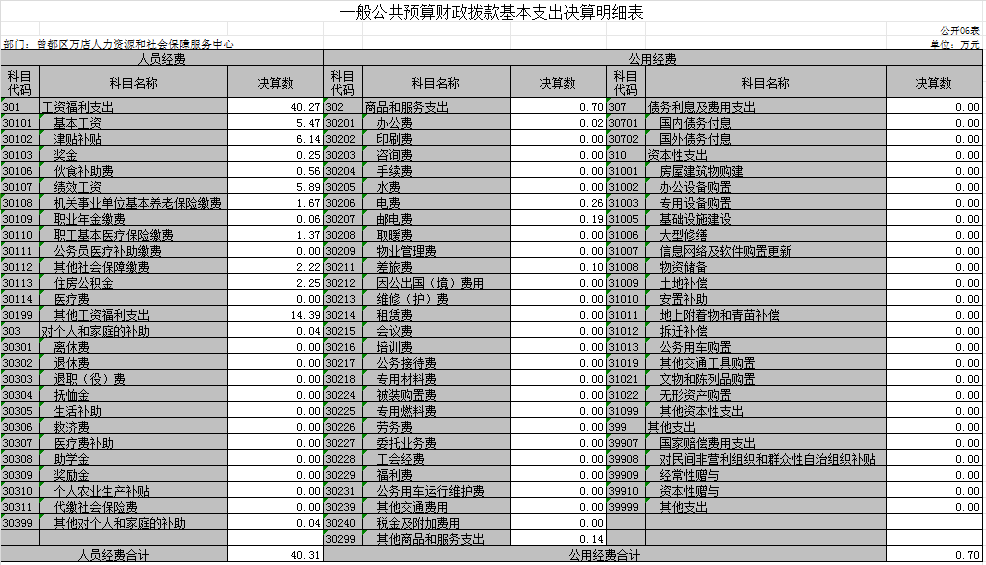 一般公共预算财政拨款基本支出决算明细表
公开06表
部门：曾都区万店人力资源和社会保障服务中心 单位：万元
人员经费 公用经费
科目代码 科目名称 决算数 科目代码 科目名称 决算数 科目代码 科目名称 决算数
301 工资福利支出 40.27 302 商品和服务支出 0.70 307 债务利息及费用支出 0.00
30101 基本工资 5.47 30201 办公费 0.02 30701 国内债务付息 0.00
30102 津贴补贴 6.14 30202 印刷费 0.00 30702 国外债务付息 0.00
30103 奖金 0.25 30203 咨询费 0.00 310 资本性支出 0.00
30106 伙食补助费 0.56 30204 手续费 0.00 31001 房屋建筑物购建 0.00
30107 绩效工资 5.89 30205 水费 0.00 31002 办公设备购置 0.00
30108 机关事业单位基本养老保险缴费 1.67 30206 电费 0.26 31003 专用设备购置 0.00
30109 职业年金缴费 0.06 30207 邮电费 0.19 31005 基础设施建设 0.00
30110 职工基本医疗保险缴费 1.37 30208 取暖费 0.00 31006 大型修缮 0.00
30111 公务员医疗补助缴费 0.00 30209 物业管理费 0.00 31007 信息网络及软件购置更新 0.00
30112 其他社会保障缴费 2.22 30211 差旅费 0.10 31008 物资储备 0.00
30113 住房公积金 2.25 30212 因公出国（境）费用 0.00 31009 土地补偿 0.00
30114 医疗费 0.00 30213 维修（护）费 0.00 31010 安置补助 0.00
30199 其他工资福利支出 14.39 30214 租赁费 0.00 31011 地上附着物和青苗补偿 0.00
303 对个人和家庭的补助 0.04 30215 会议费 0.00 31012 拆迁补偿 0.00
30301 离休费 0.00 30216 培训费 0.00 31013 公务用车购置 0.00
30302 退休费 0.00 30217 公务接待费 0.00 31019 其他交通工具购置 0.00
30303 退职（役）费 0.00 30218 专用材料费 0.00 31021 文物和陈列品购置 0.00
30304 抚恤金 0.00 30224 被装购置费 0.00 31022 无形资产购置 0.00
30305 生活补助 0.00 30225 专用燃料费 0.00 31099 其他资本性支出 0.00
30306 救济费 0.00 30226 劳务费 0.00 399 其他支出 0.00
30307 医疗费补助 0.00 30227 委托业务费 0.00 39907 国家赔偿费用支出 0.00
30308 助学金 0.00 30228 工会经费 0.00 39908 对民间非营利组织和群众性自治组织补贴 0.00
30309 奖励金 0.00 30229 福利费 0.00 39909 经常性赠与 0.00
30310 个人农业生产补贴 0.00 30231 公务用车运行维护费 0.00 39910 资本性赠与 0.00
30311 代缴社会保险费 0.00 30239 其他交通费用 0.00 39999 其他支出 0.00
30399 其他对个人和家庭的补助 0.04 30240 税金及附加费用 0.00
30299 其他商品和服务支出 0.14
人员经费合计 40.31 公用经费合计 0.70